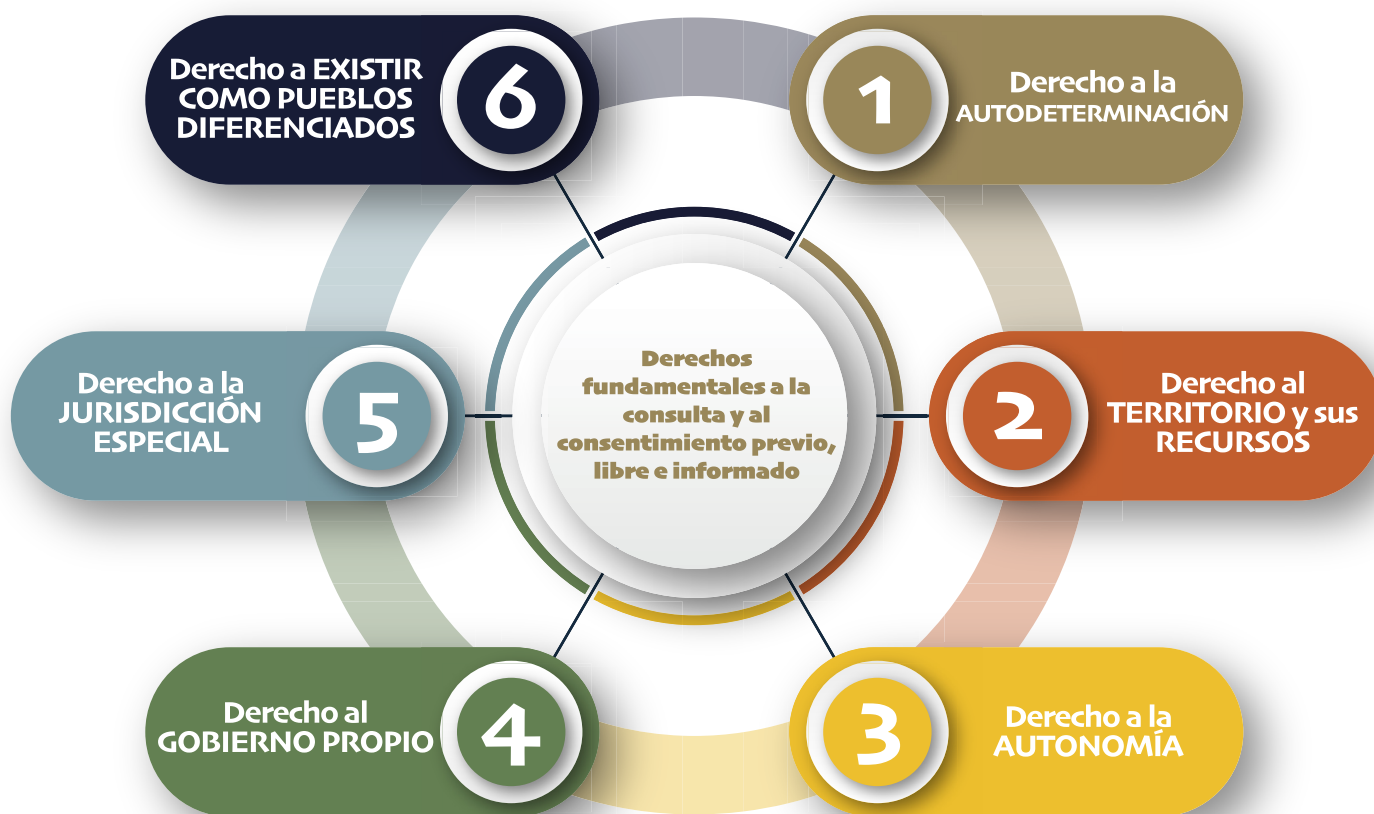 Derechos
fundamentales a la
consulta y al
consentimiento previo,
libre e informado
1
Derecho a la
AUTODETERMINACIÓN
2
Derecho al
TERRITORIO y sus
RECURSOS
3
Derecho a la
AUTONOMÍA
4
Derecho al
GOBIERNO PROPIO
5
Derecho a la
JURISDICCIÓN
ESPECIAL
6
Derecho a EXISTIR
COMO PUEBLOS
DIFERENCIADOS